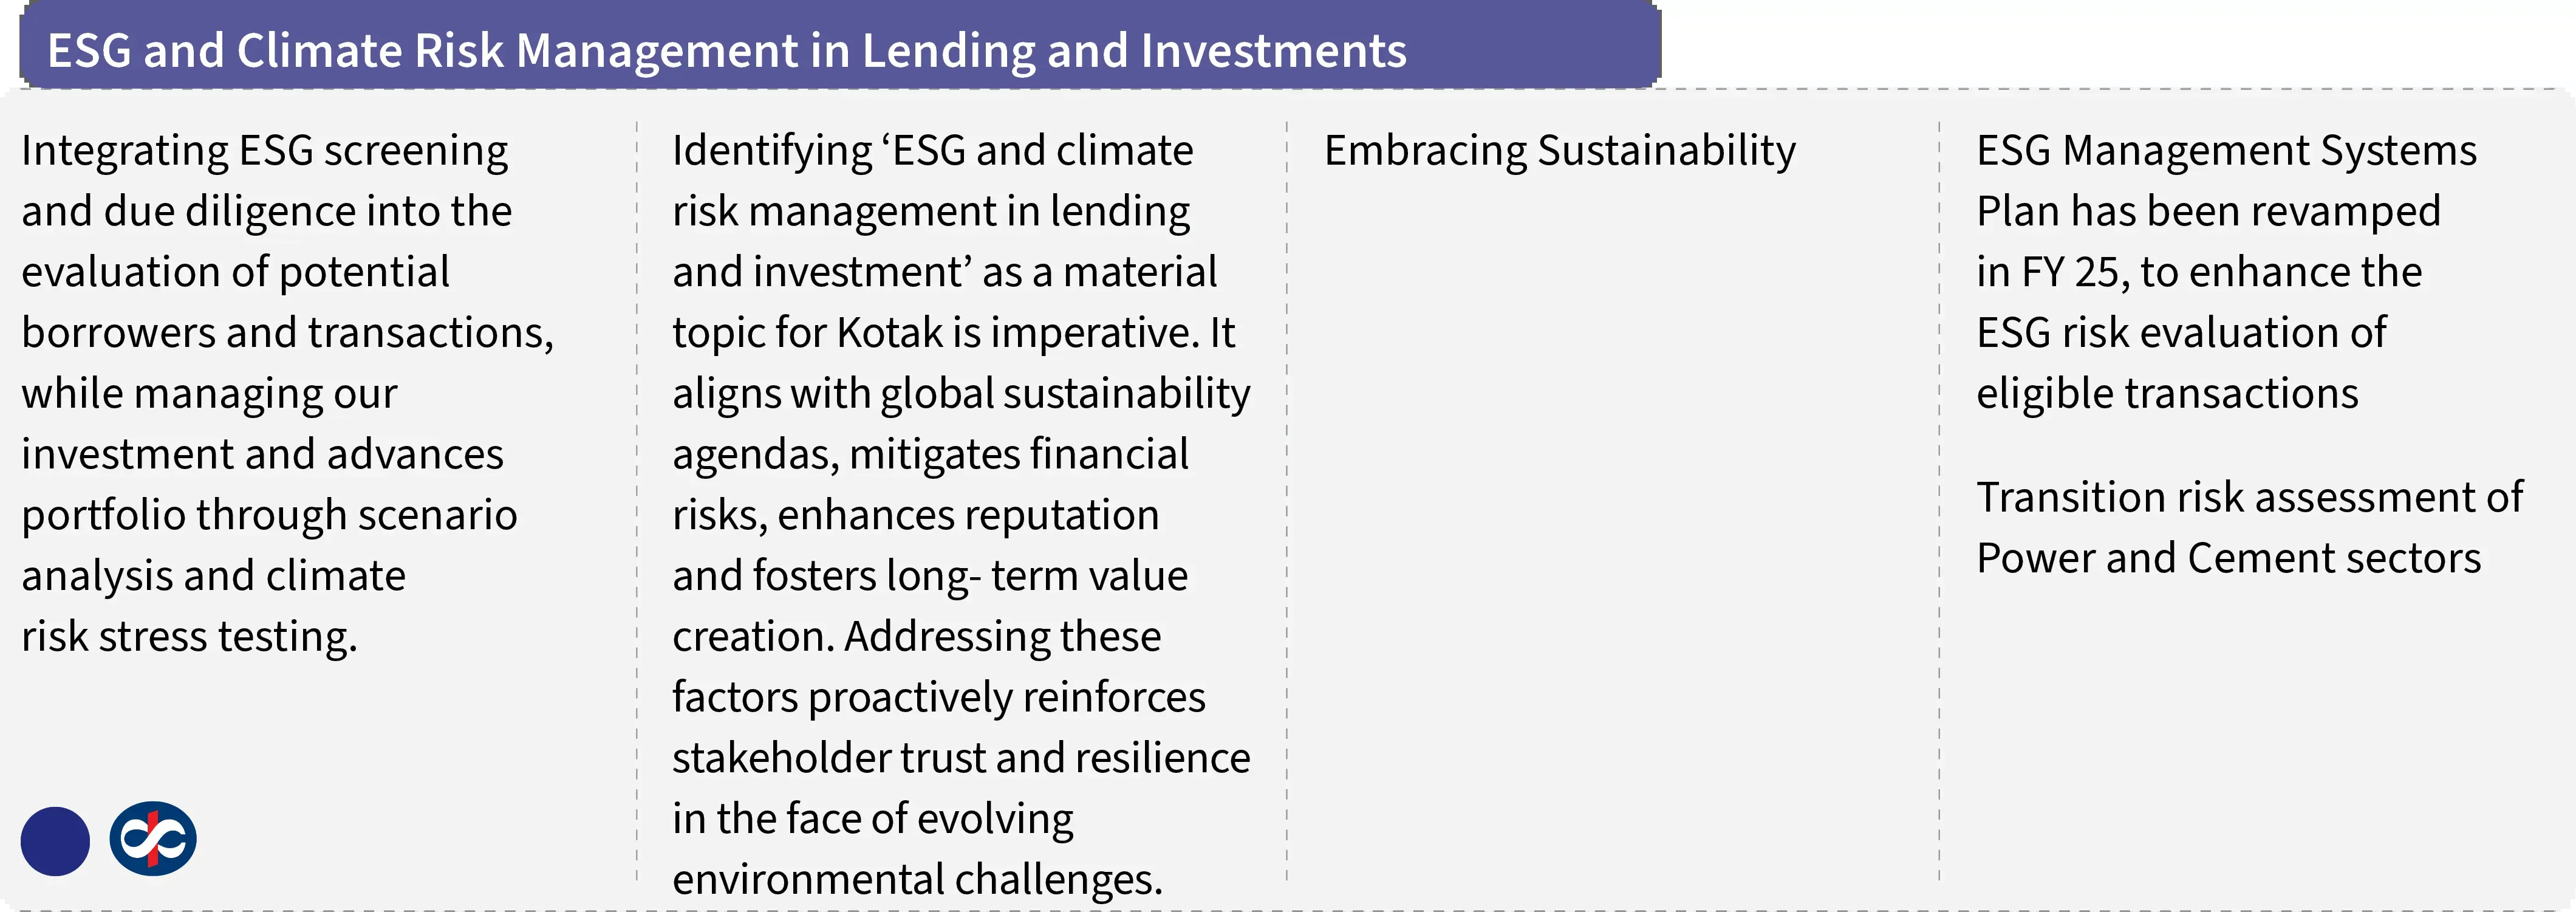 ESG and Climate Risk Management in Lending and Investments
Integrating ESG screening
and due diligence into the
evaluation of potential
borrowers and transactions,
while managing our
investment and advances
portfolio through scenario
analysis and climate
risk stress testing.
Identifying ‘ESG and climate
risk management in lending
and investment’ as a material
topic for Kotak is imperative. It
aligns with global sustainability
agendas, mitigates financial
risks, enhances reputation
and fosters long- term value
creation. Addressing these
factors proactively reinforces
stakeholder trust and resilience
in the face of evolving
environmental challenges.
Embracing Sustainability
ESG Management Systems
Plan has been revamped
in FY 25, to enhance the
ESG risk evaluation of
eligible transactions
Transition risk assessment of
Power and Cement sectors